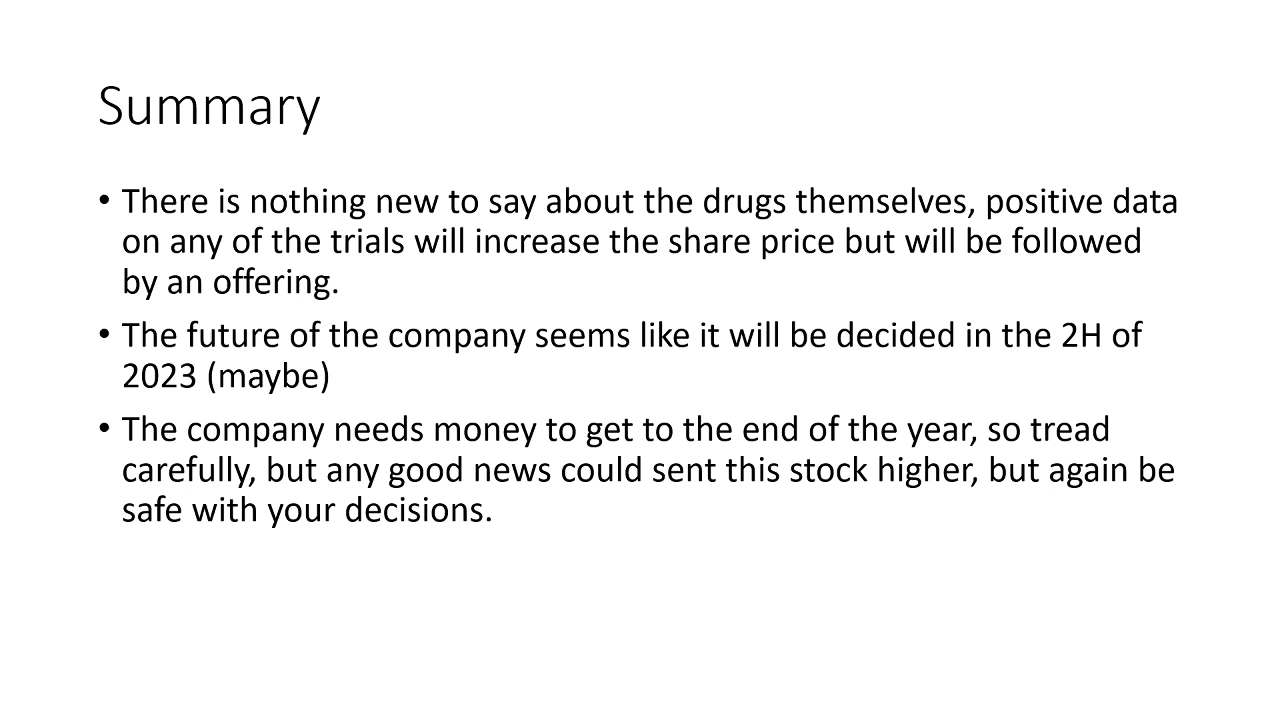 Summary
• There is nothing new to say about the drugs themselves, positive data
on any of the trials will increase the share price but will be followed
by an offering.
• The future of the company seems like it will be decided in the 2H of
2023 (maybe)
• The company needs money to get to the end of the year, so tread
carefully, but any good news could sent this stock higher, but again be
safe with your decisions.